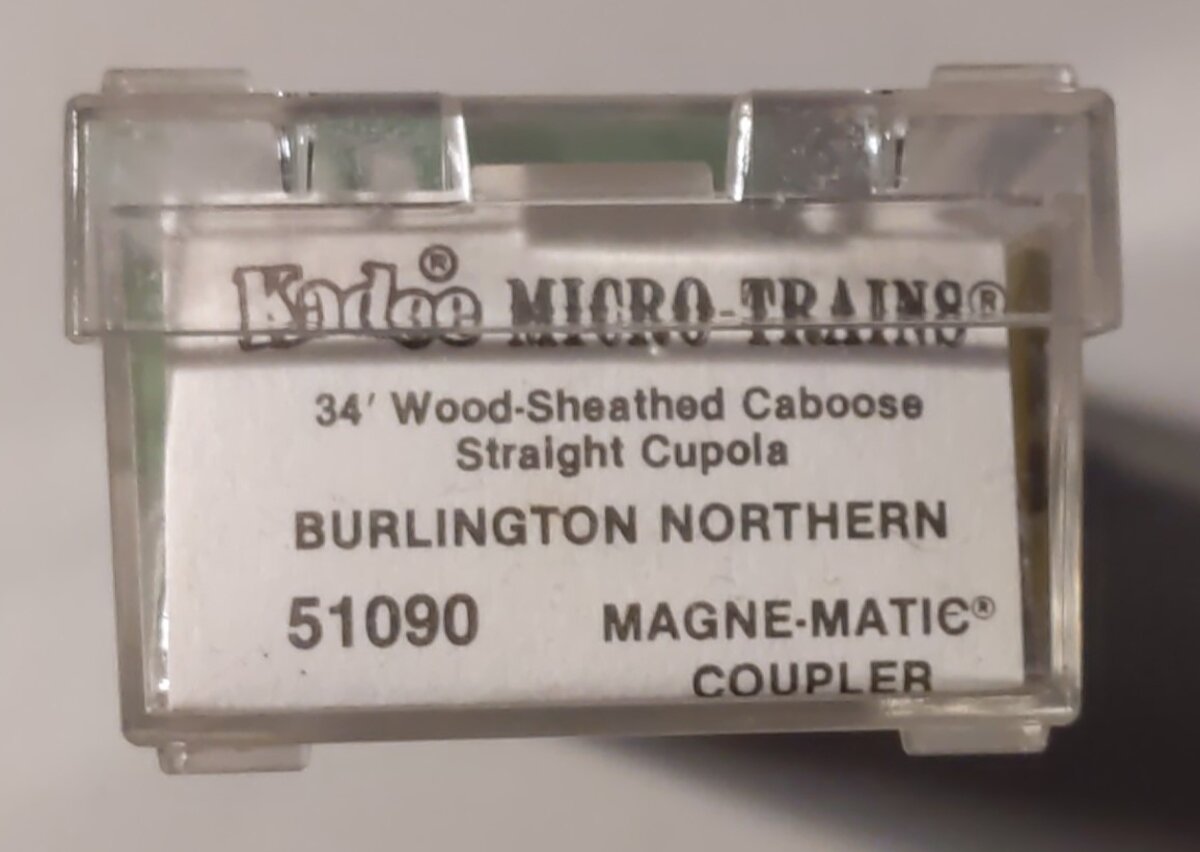 Kadee® MICRO-TRAINS®
34' Wood-Sheathed Caboose
Straight Cupola
BURLINGTON NORTHERN
51090 MAGNE-MATIC®
COUPLER